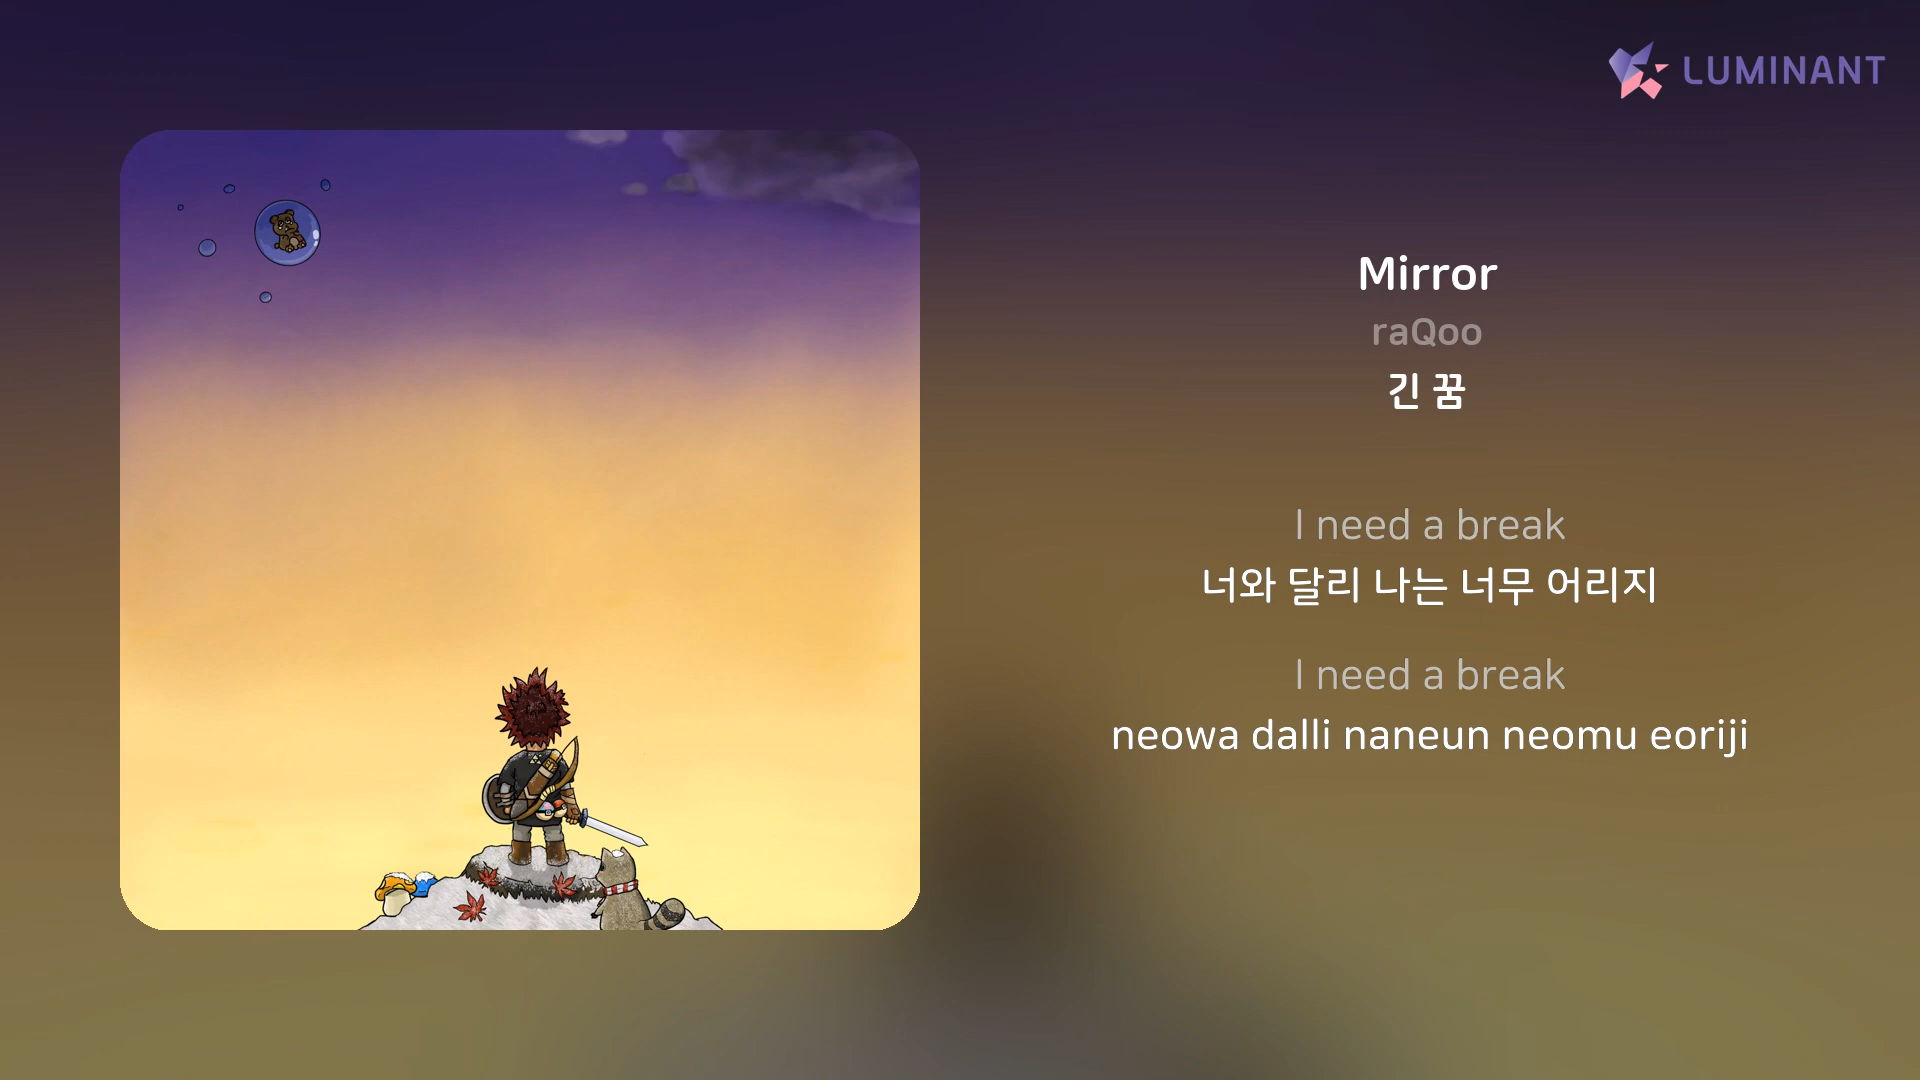 LUMINANT
Mirror
raQoo
긴 꿈
I need a break
너와 달리 나는 너무 어리지
I need a break
neowa dalli naneun neomu eoriji